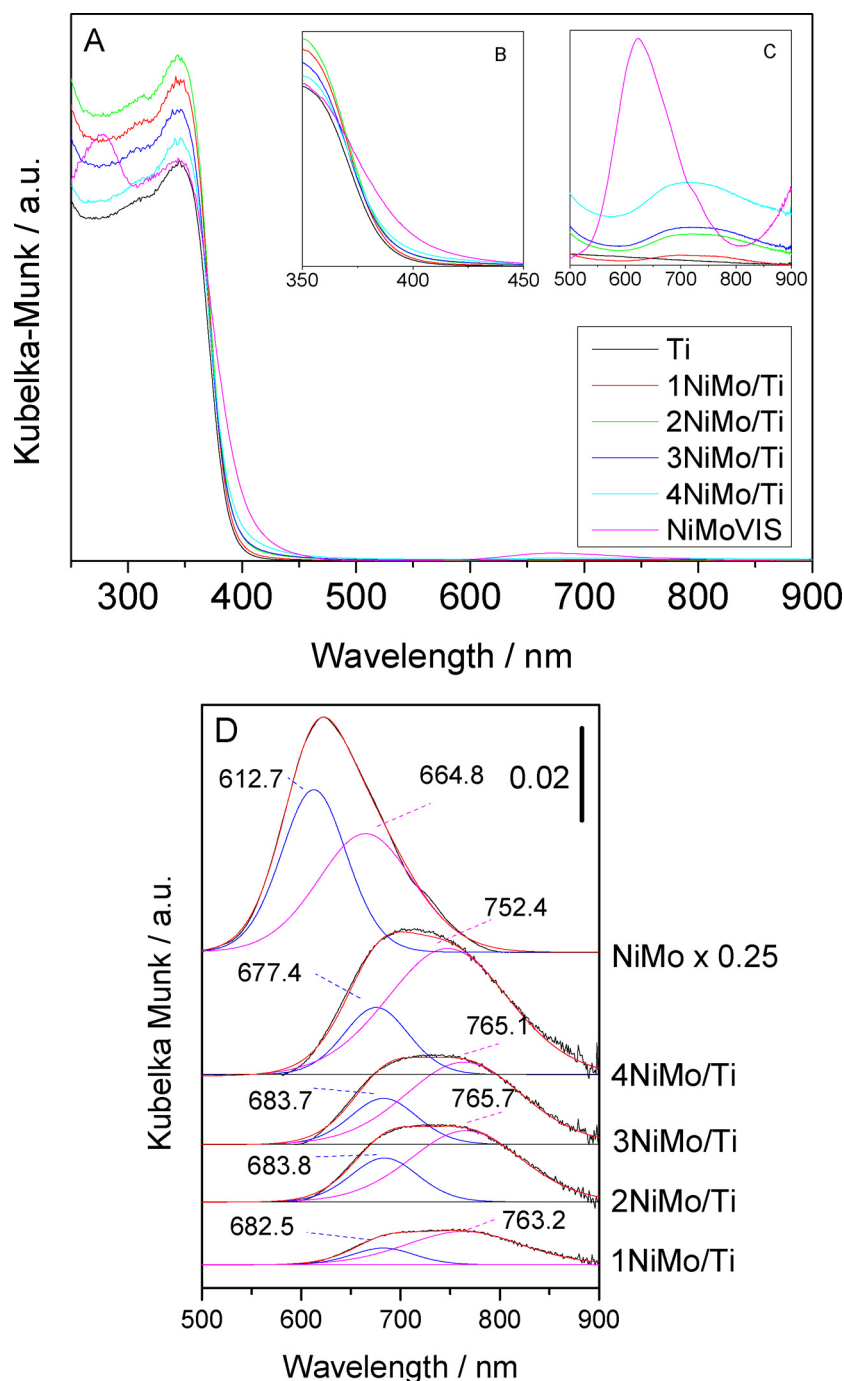 A
B
C
350 400 450
500 600 700 800 900
Ti
1NiMo/Ti
2NiMo/Ti
3NiMo/Ti
4NiMo/Ti
NiMoVIS
Kubelka-Munk / a.u.
300 400 500 600 700 800 900
Wavelength / nm
D
0.02
612.7
664.8
752.4
NiMo x 0.25
677.4
765.1
4NiMo/Ti
683.7
765.7
3NiMo/Ti
683.8
2NiMo/Ti
682.5
763.2
1NiMo/Ti
Kubelka Munk / a.u.
500 600 700 800 900
Wavelength / nm